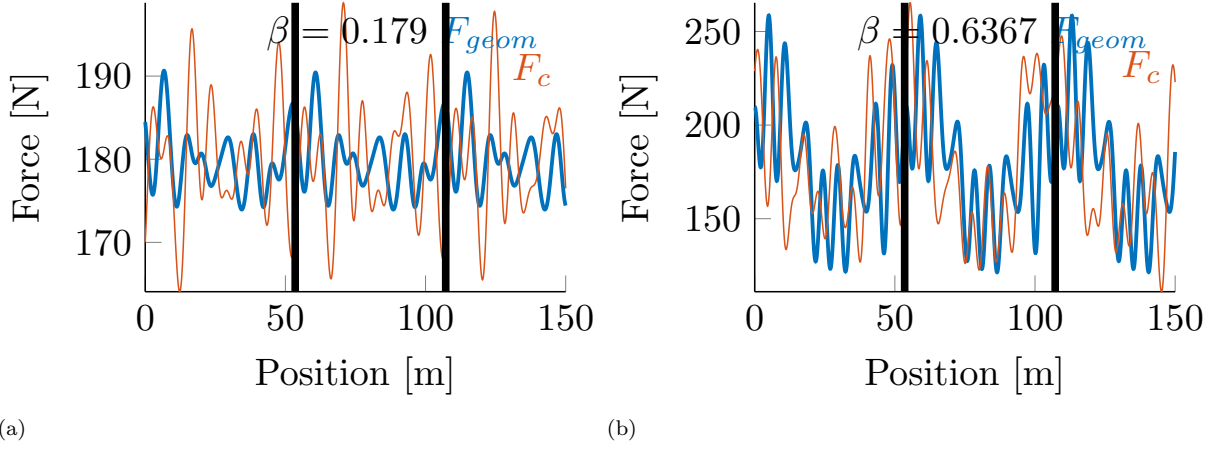 β = 0.179 F_geom
F_c
Force [N]
190
180
170
0 50 100 150
Position [m]
(a)
β = 0.6367 F_geom
F_c
Force [N]
250
200
150
0 50 100 150
Position [m]
(b)